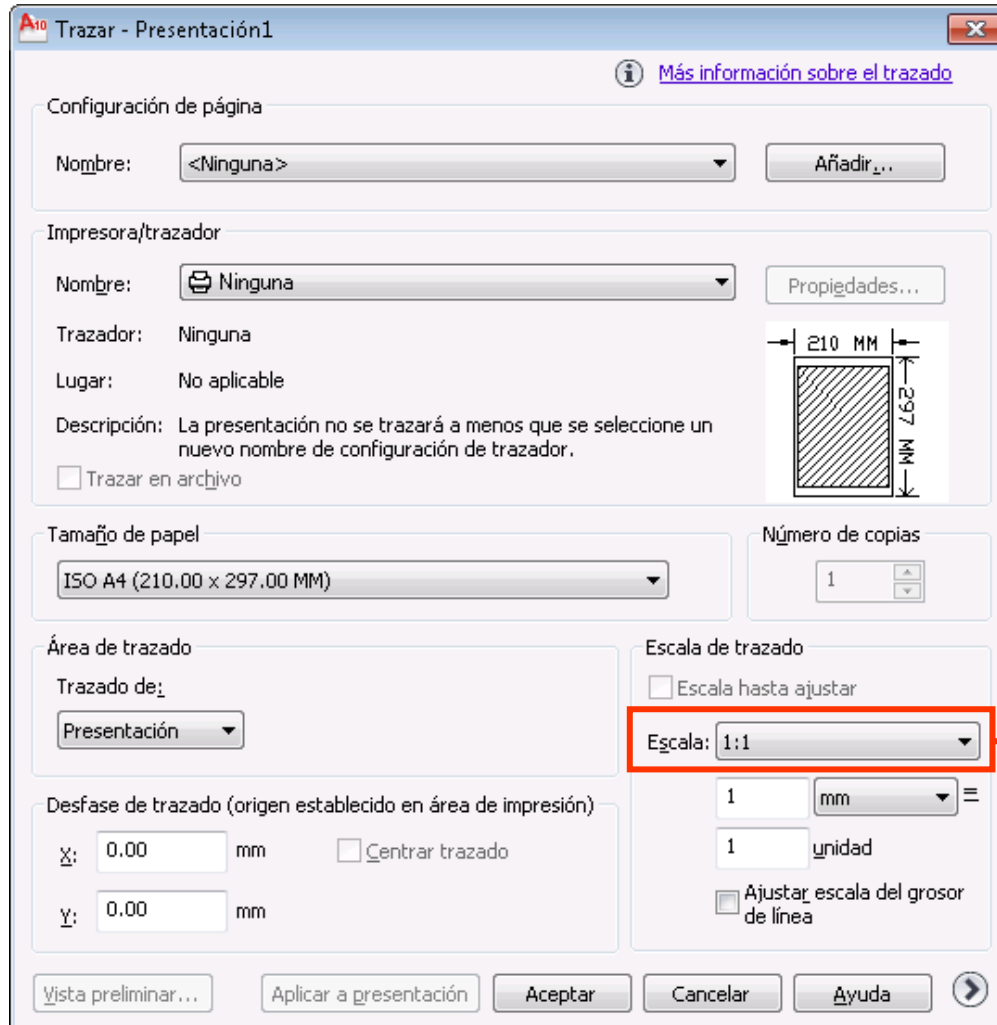 A10 Trazar - Presentación1
Más información sobre el trazado
Configuración de página
Nombre: <Ninguna> Añadir...
Impresora/trazador
Nombre: Ninguna Propiedades...
Trazador: Ninguna
Lugar: No aplicable
Descripción: La presentación no se trazará a menos que se seleccione un
nuevo nombre de configuración de trazador.
Trazar en archivo
210 MM
297 MM
Tamaño de papel
ISO A4 (210.00 x 297.00 MM)
Número de copias
1
Área de trazado
Trazado de:
Presentación
Escala de trazado
Escala hasta ajustar
Escala: 1:1
1 mm =
1 unidad
Ajustar escala del grosor
de línea
Desfase de trazado (origen establecido en área de impresión)
X: 0.00 mm Centrar trazado
Y: 0.00 mm
Vista preliminar... Aplicar a presentación Aceptar Cancelar Ayuda